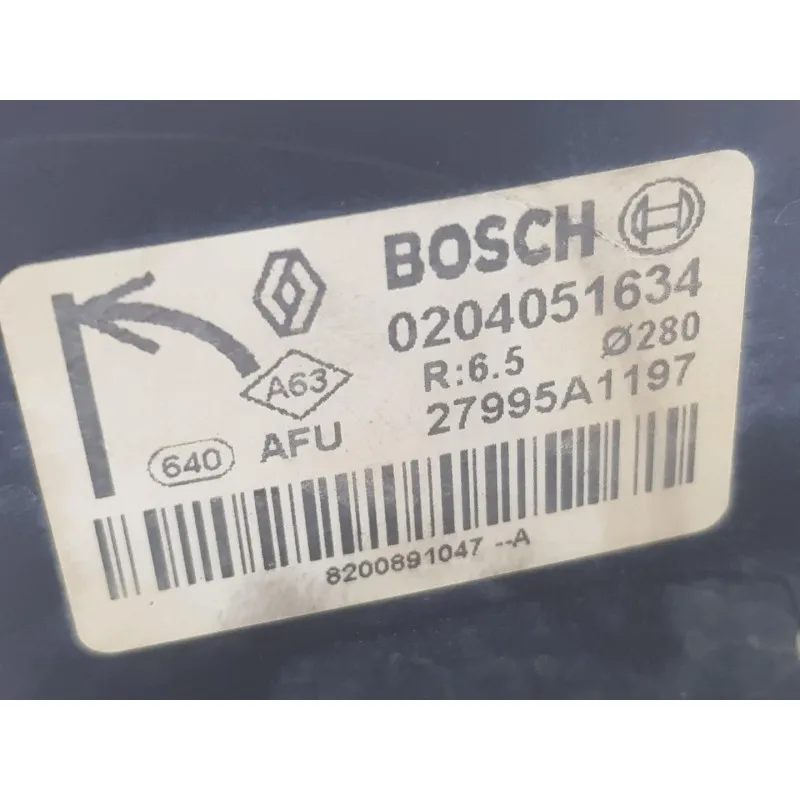 BOSCH
0204051634
R:6.5 Ø280
27995A1197
A63
640 AFU
8200891047 --A